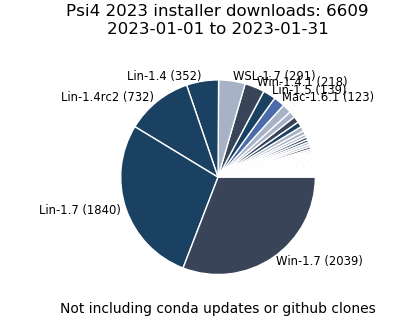 Psi4 2023 installer downloads: 6609
2023-01-01 to 2023-01-31
Lin-1.4 (352)
WSL-1.7 (291)
Win-1.4.1 (218)
Lin-1.5 (139)
Lin-1.4rc2 (732)
Mac-1.6.1 (123)
Lin-1.7 (1840)
Win-1.7 (2039)
Not including conda updates or github clones